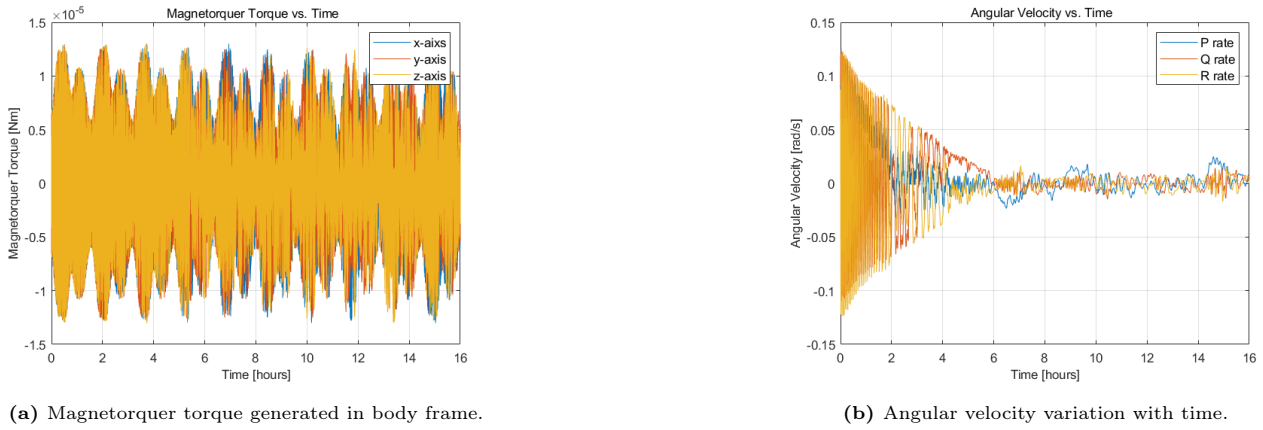 Magnetorquer Torque vs. Time
×10⁻⁵
1.5
1
0.5
0
-0.5
-1
-1.5
Magnetorquer Torque [Nm]
x-aixs
y-axis
z-axis
0 2 4 6 8 10 12 14 16
Time [hours]
(a) Magnetorquer torque generated in body frame.
Angular Velocity vs. Time
0.15
0.1
0.05
0
-0.05
-0.1
-0.15
Angular Velocity [rad/s]
P rate
Q rate
R rate
0 2 4 6 8 10 12 14 16
Time [hours]
(b) Angular velocity variation with time.